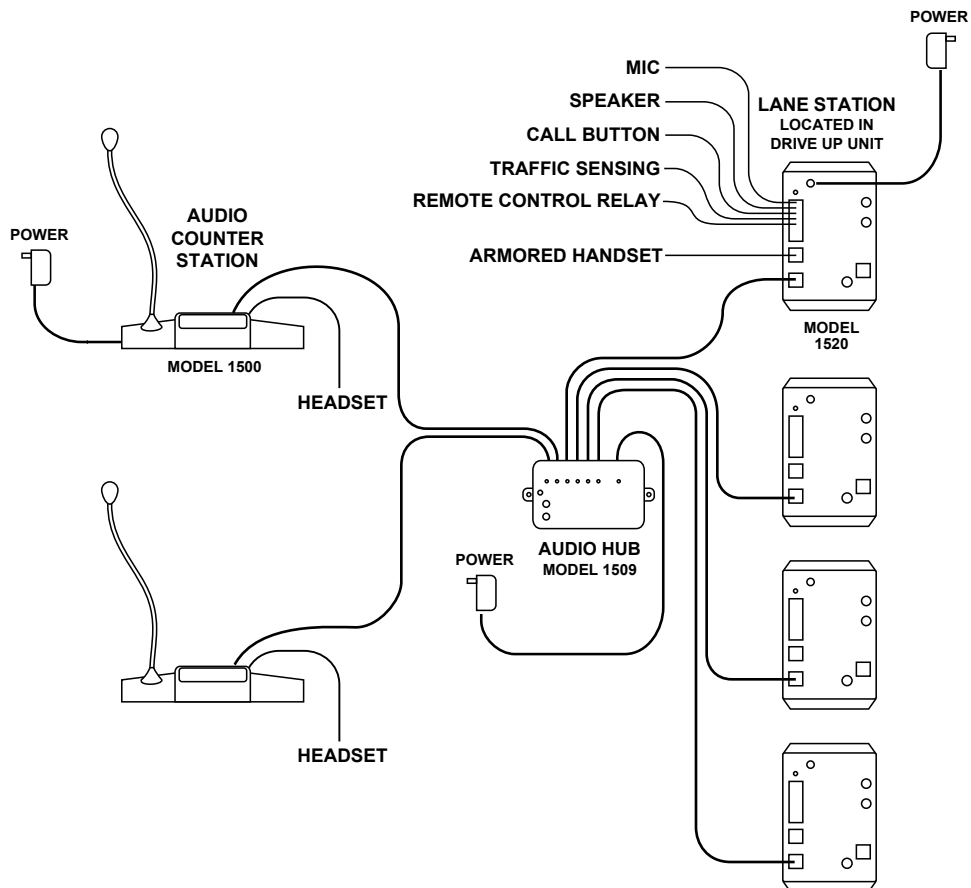 POWER
MIC
SPEAKER
CALL BUTTON
TRAFFIC SENSING
REMOTE CONTROL RELAY
ARMORED HANDSET
LANE STATION
LOCATED IN
DRIVE UP UNIT
MODEL
1520
POWER
AUDIO
COUNTER
STATION
MODEL 1500
HEADSET
AUDIO HUB
MODEL 1509
POWER
HEADSET